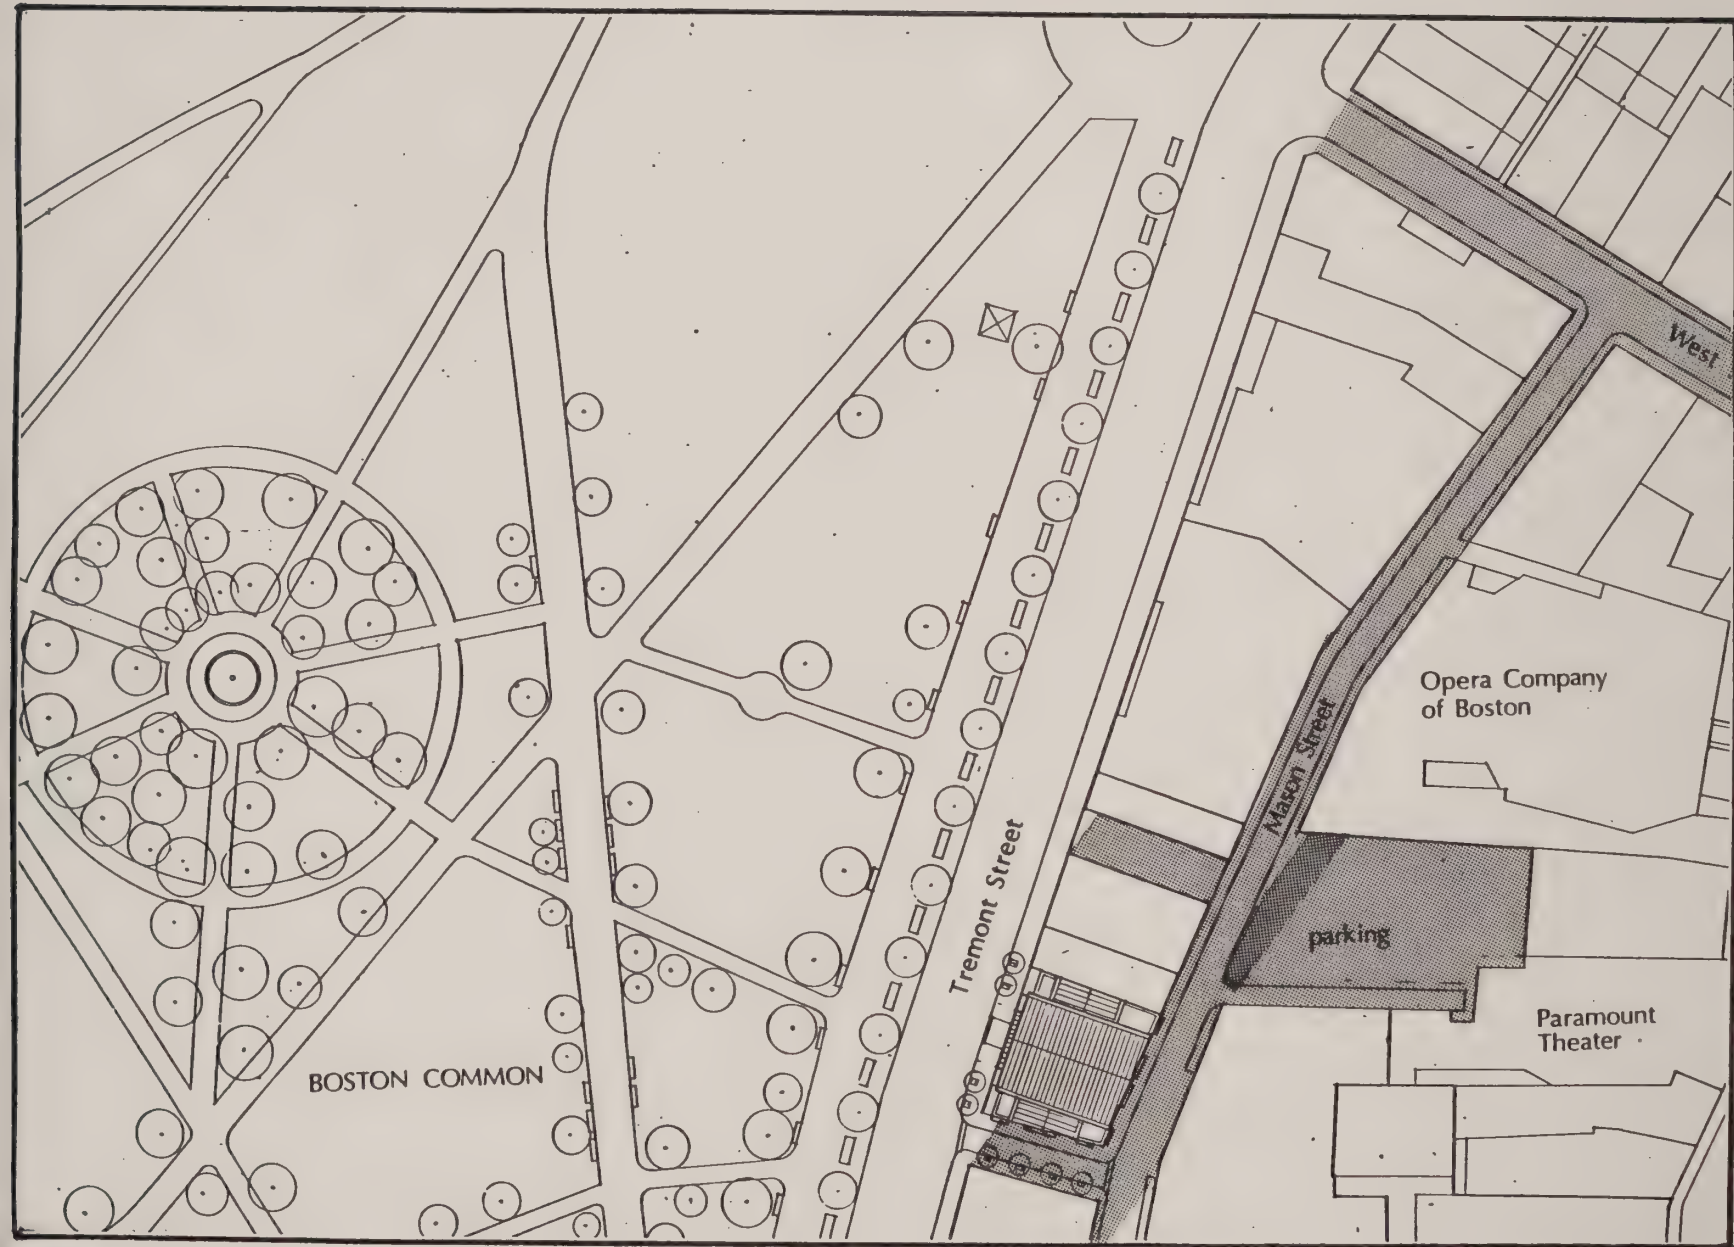 West
Opera Company
of Boston
Mason Street
Tremont Street
parking
Paramount
Theater
BOSTON COMMON